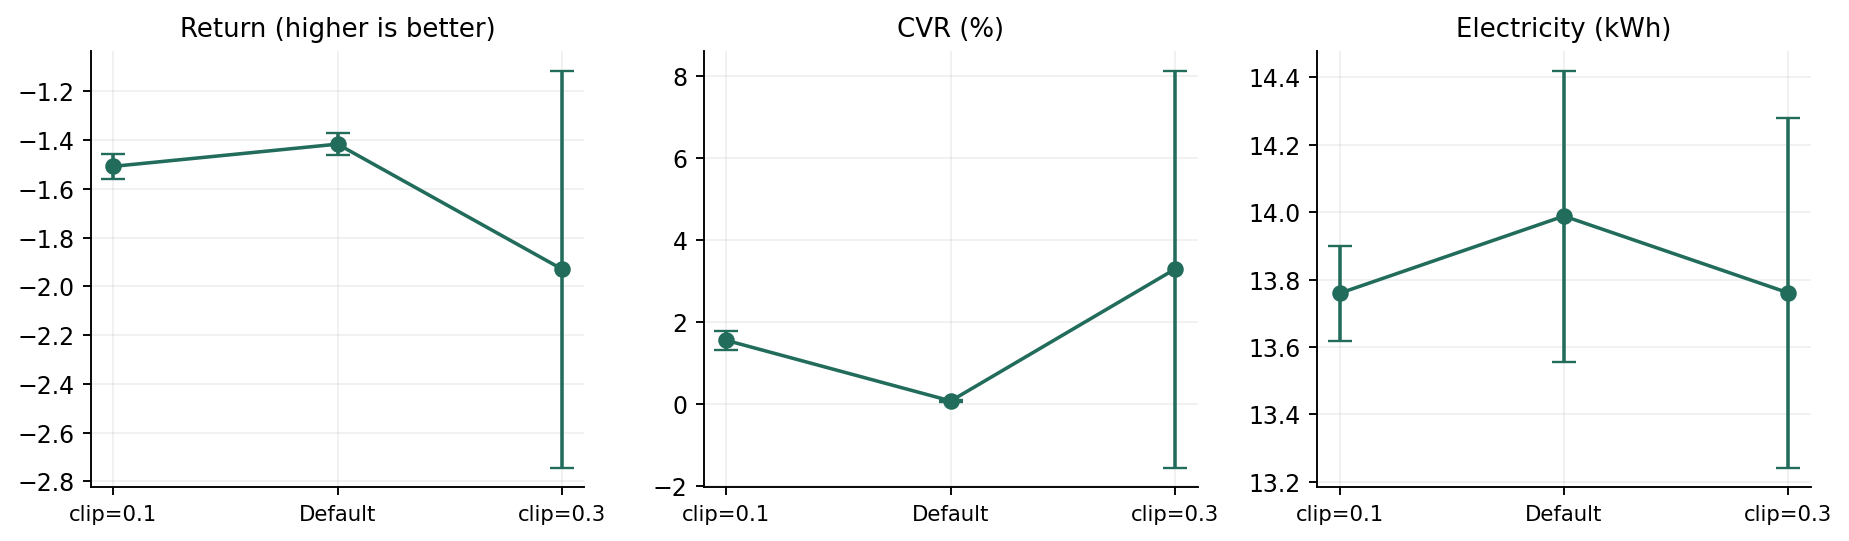 Return (higher is better)
−1.2
−1.4
−1.6
−1.8
−2.0
−2.2
−2.4
−2.6
−2.8
clip=0.1
Default
clip=0.3
CVR (%)
8
6
4
2
0
−2
clip=0.1
Default
clip=0.3
Electricity (kWh)
14.4
14.2
14.0
13.8
13.6
13.4
13.2
clip=0.1
Default
clip=0.3